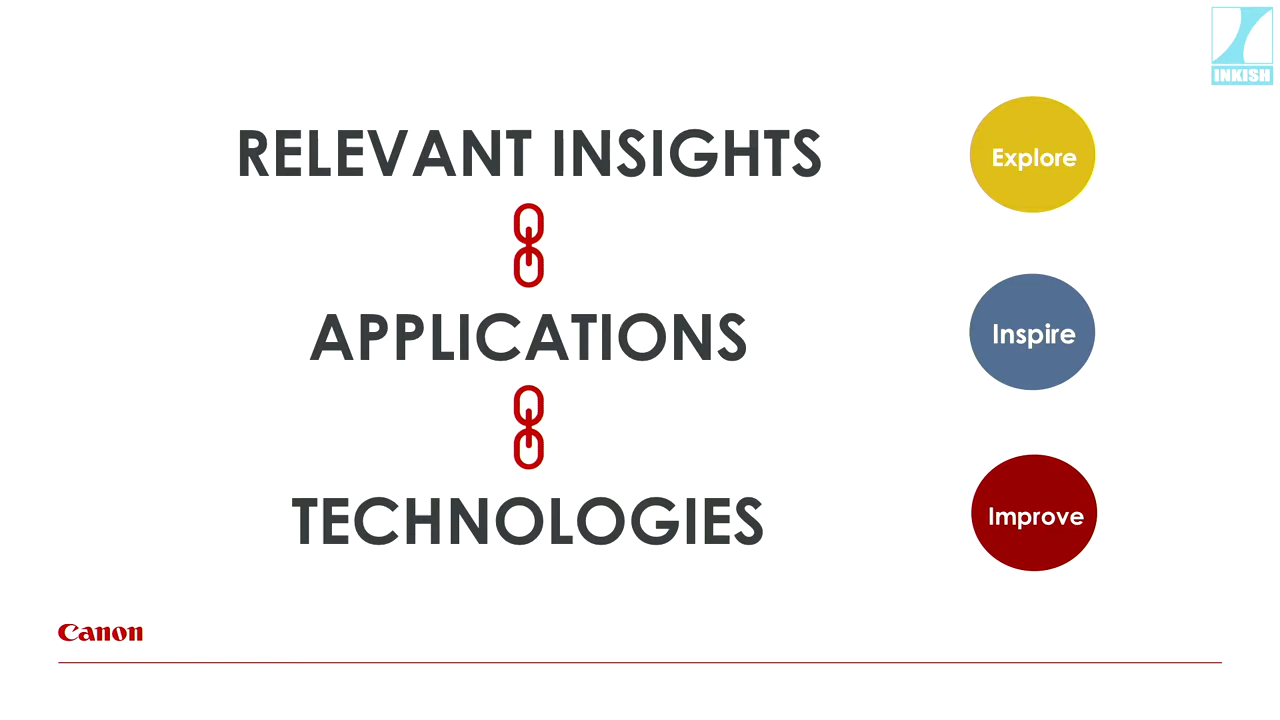 INKISH
RELEVANT INSIGHTS
Explore
APPLICATIONS
Inspire
TECHNOLOGIES
Improve
Canon